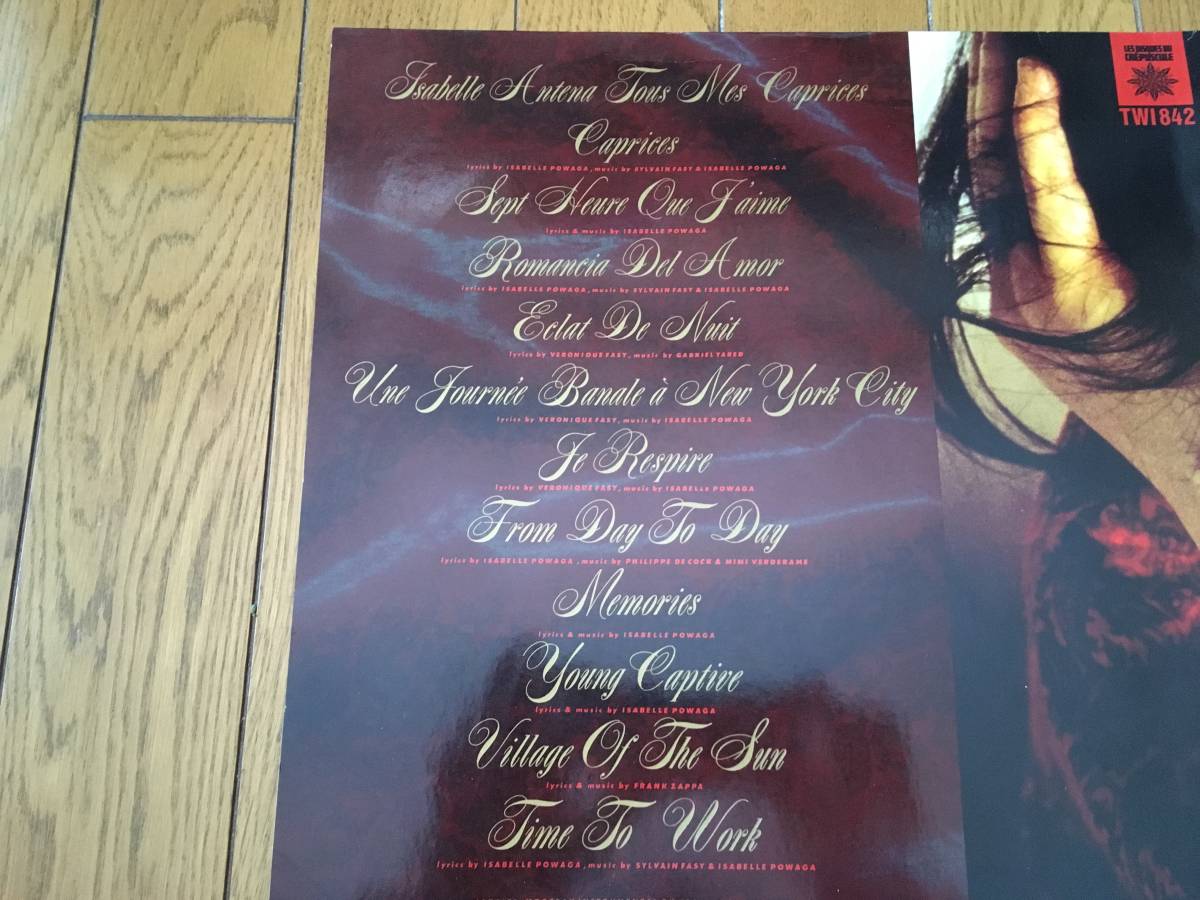 Isabelle Antena Tous Mes Caprices
Caprices
lyrics by ISABELLE POWAGA, music by SYLVAIN FASY & ISABELLE POWAGA
Sept Heure Que J'aime
lyrics & music by ISABELLE POWAGA
Romancia Del Amor
lyrics by ISABELLE POWAGA, music by SYLVAIN FASY & ISABELLE POWAGA
Eclat De Nuit
lyrics by VERONIQUE FASY, music by GABRIEL YARED
Une Journée Banale à New York City
lyrics by VERONIQUE FASY, music by ISABELLE POWAGA
Je Respire
lyrics by VERONIQUE FASY, music by ISABELLE POWAGA
From Day To Day
lyrics by ISABELLE POWAGA, music by PHILIPPE DE COCK & MIMI VERDERAME
Memories
lyrics & music by ISABELLE POWAGA
Young Captive
lyrics & music by ISABELLE POWAGA
Village Of The Sun
lyrics & music by FRANK ZAPPA
Time To Work
lyrics by ISABELLE POWAGA, music by SYLVAIN FASY & ISABELLE POWAGA
LES DISQUES DU
CRÉPUSCULE
TWI 842